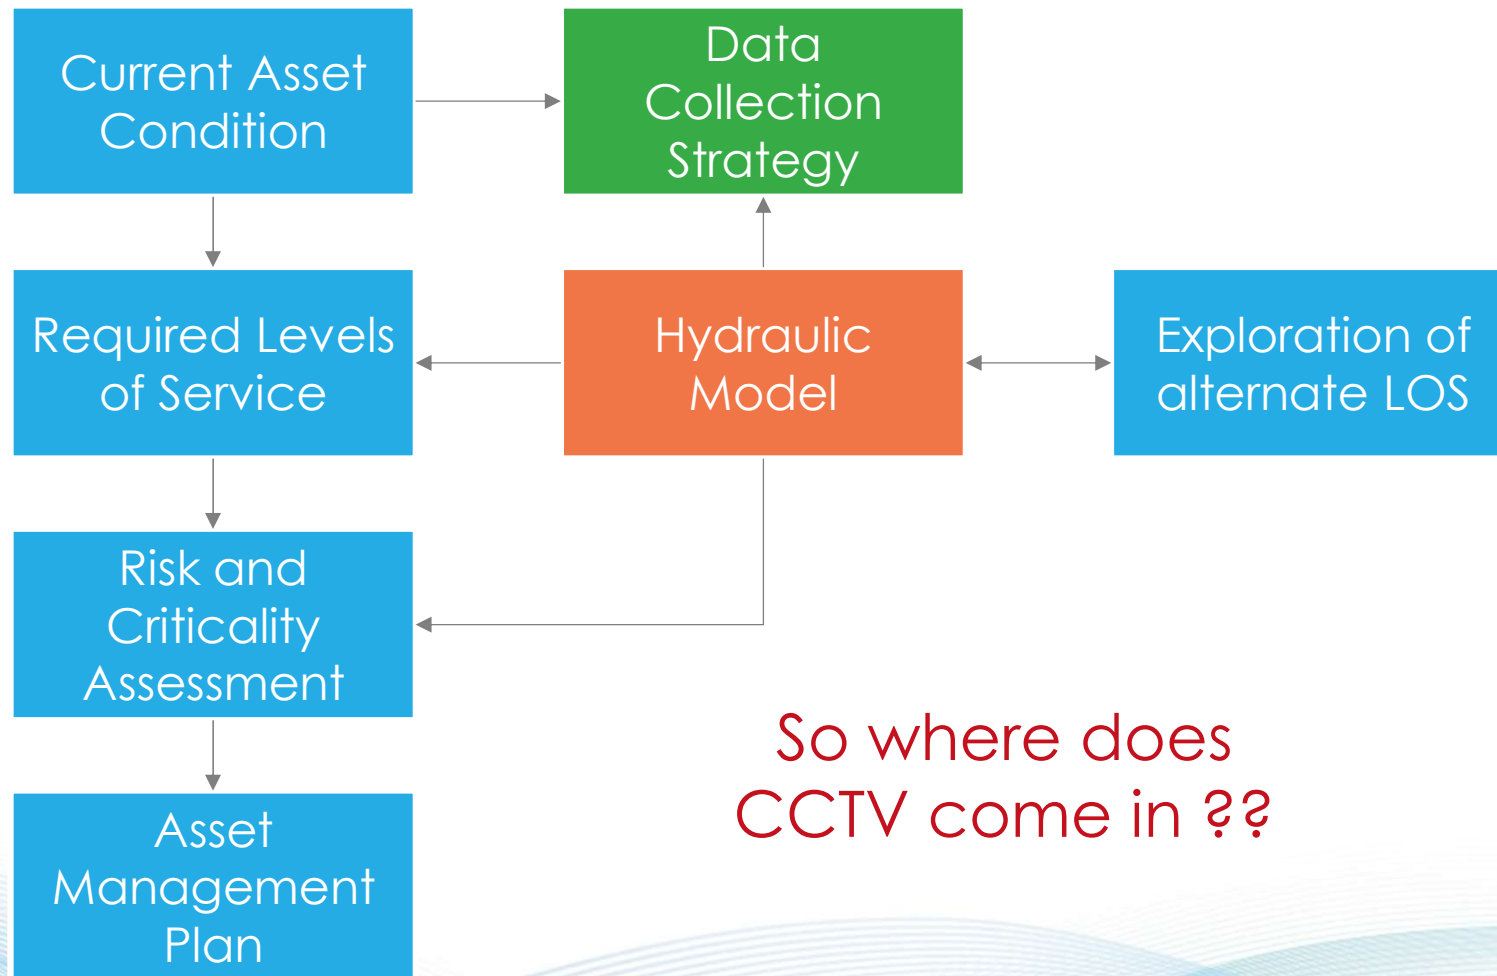 Current Asset
Condition
Data
Collection
Strategy
Required Levels
of Service
Hydraulic
Model
Exploration of
alternate LOS
Risk and
Criticality
Assessment
So where does
CCTV come in ??
Asset
Management
Plan